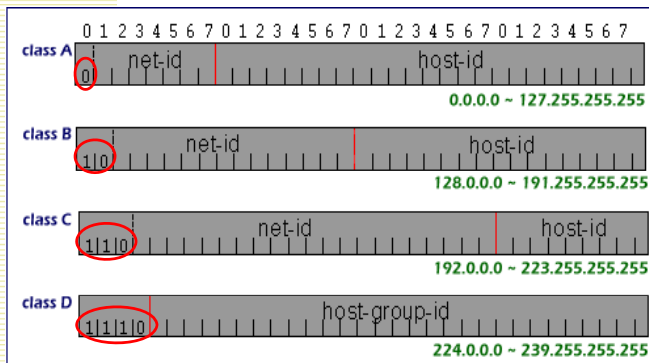 0 1 2 3 4 5 6 7 0 1 2 3 4 5 6 7 0 1 2 3 4 5 6 7 0 1 2 3 4 5 6 7
class A
0 net-id host-id
0.0.0.0 ~ 127.255.255.255
class B
1|0 net-id host-id
128.0.0.0 ~ 191.255.255.255
class C
1|1|0 net-id host-id
192.0.0.0 ~ 223.255.255.255
class D
1|1|1|0 host-group-id
224.0.0.0 ~ 239.255.255.255